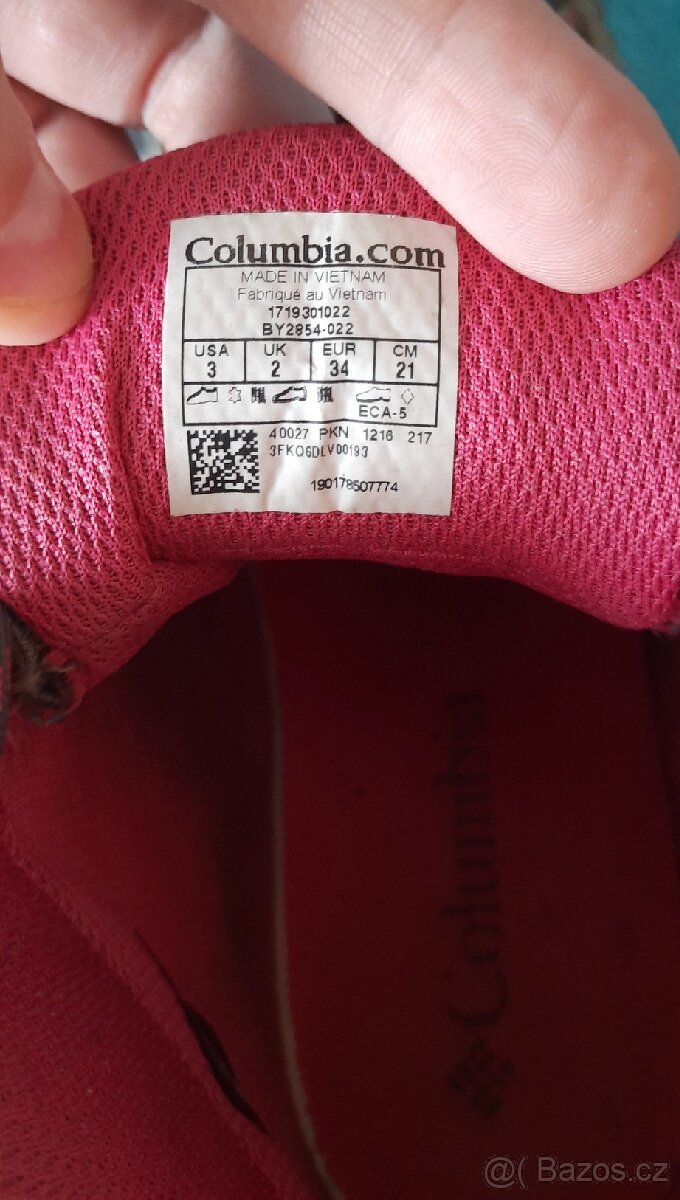 Columbia.com
MADE IN VIETNAM
Fabriqué au Vietnam
1719301022
BY2854-022
USA UK EUR CM
3 2 34 21
ECA-5
40027 PKN 1216 217
3FKQ6DLV00193
190178507774
Columbia
@( Bazoš.cz